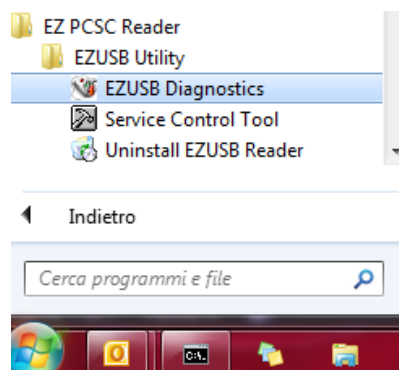 EZ PCSC Reader
EZUSB Utility
EZUSB Diagnostics
Service Control Tool
Uninstall EZUSB Reader
Indietro
Cerca programmi e file
C:\.